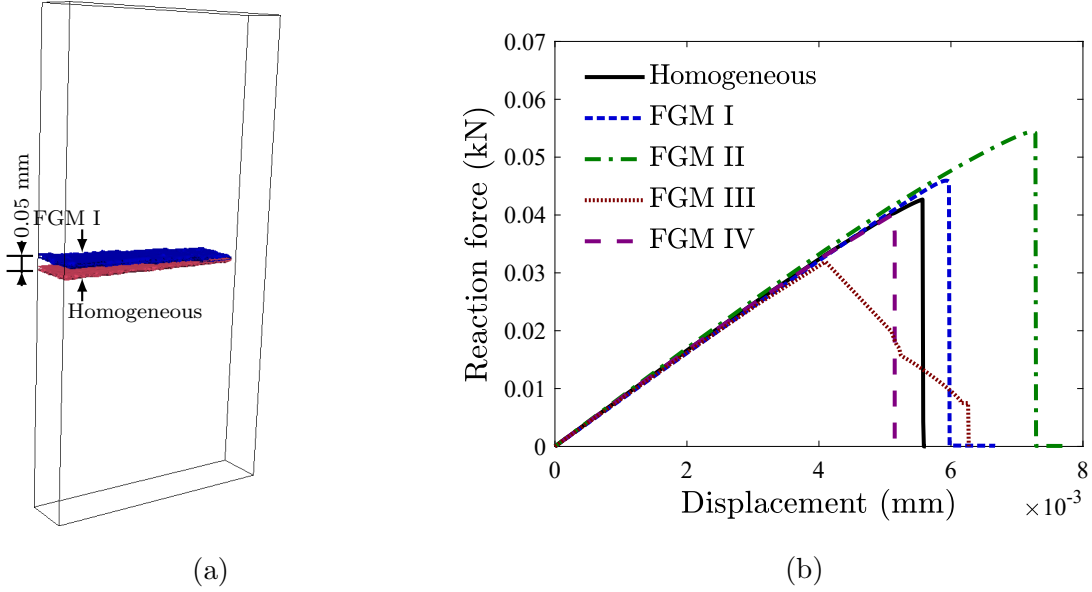 0.05 mm
FGM I
Homogeneous
(a)
Reaction force (kN)
0.07
0.06
0.05
0.04
0.03
0.02
0.01
0
Homogeneous
FGM I
FGM II
FGM III
FGM IV
0 2 4 6 8
Displacement (mm)
×10⁻³
(b)